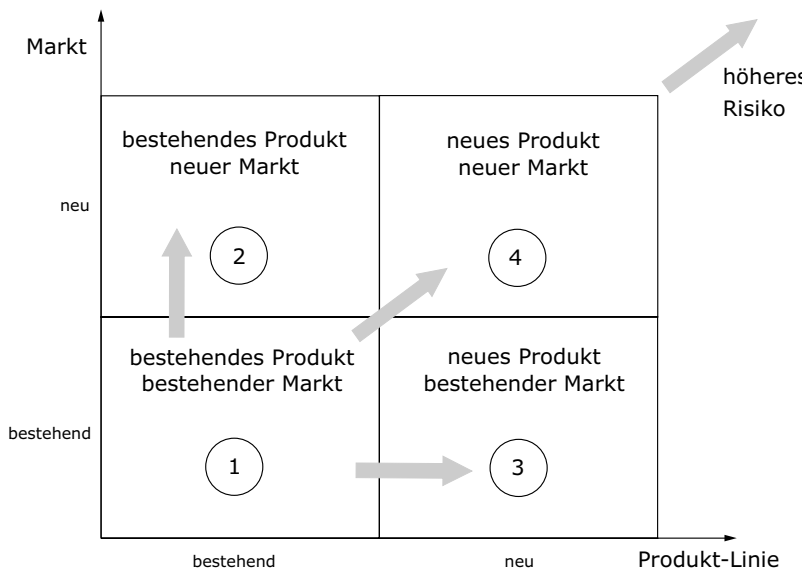 Markt
höheres
Risiko
bestehendes Produkt
neuer Markt
neues Produkt
neuer Markt
neu
2
4
bestehendes Produkt
bestehender Markt
neues Produkt
bestehender Markt
bestehend
1
3
bestehend
neu
Produkt-Linie